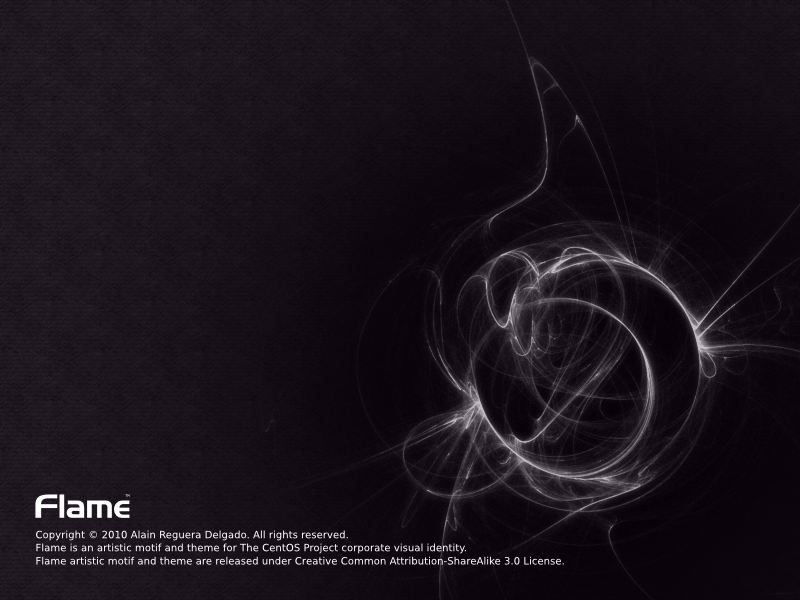 Flame™
Copyright © 2010 Alain Reguera Delgado. All rights reserved.
Flame is an artistic motif and theme for The CentOS Project corporate visual identity.
Flame artistic motif and theme are released under Creative Common Attribution-ShareAlike 3.0 License.